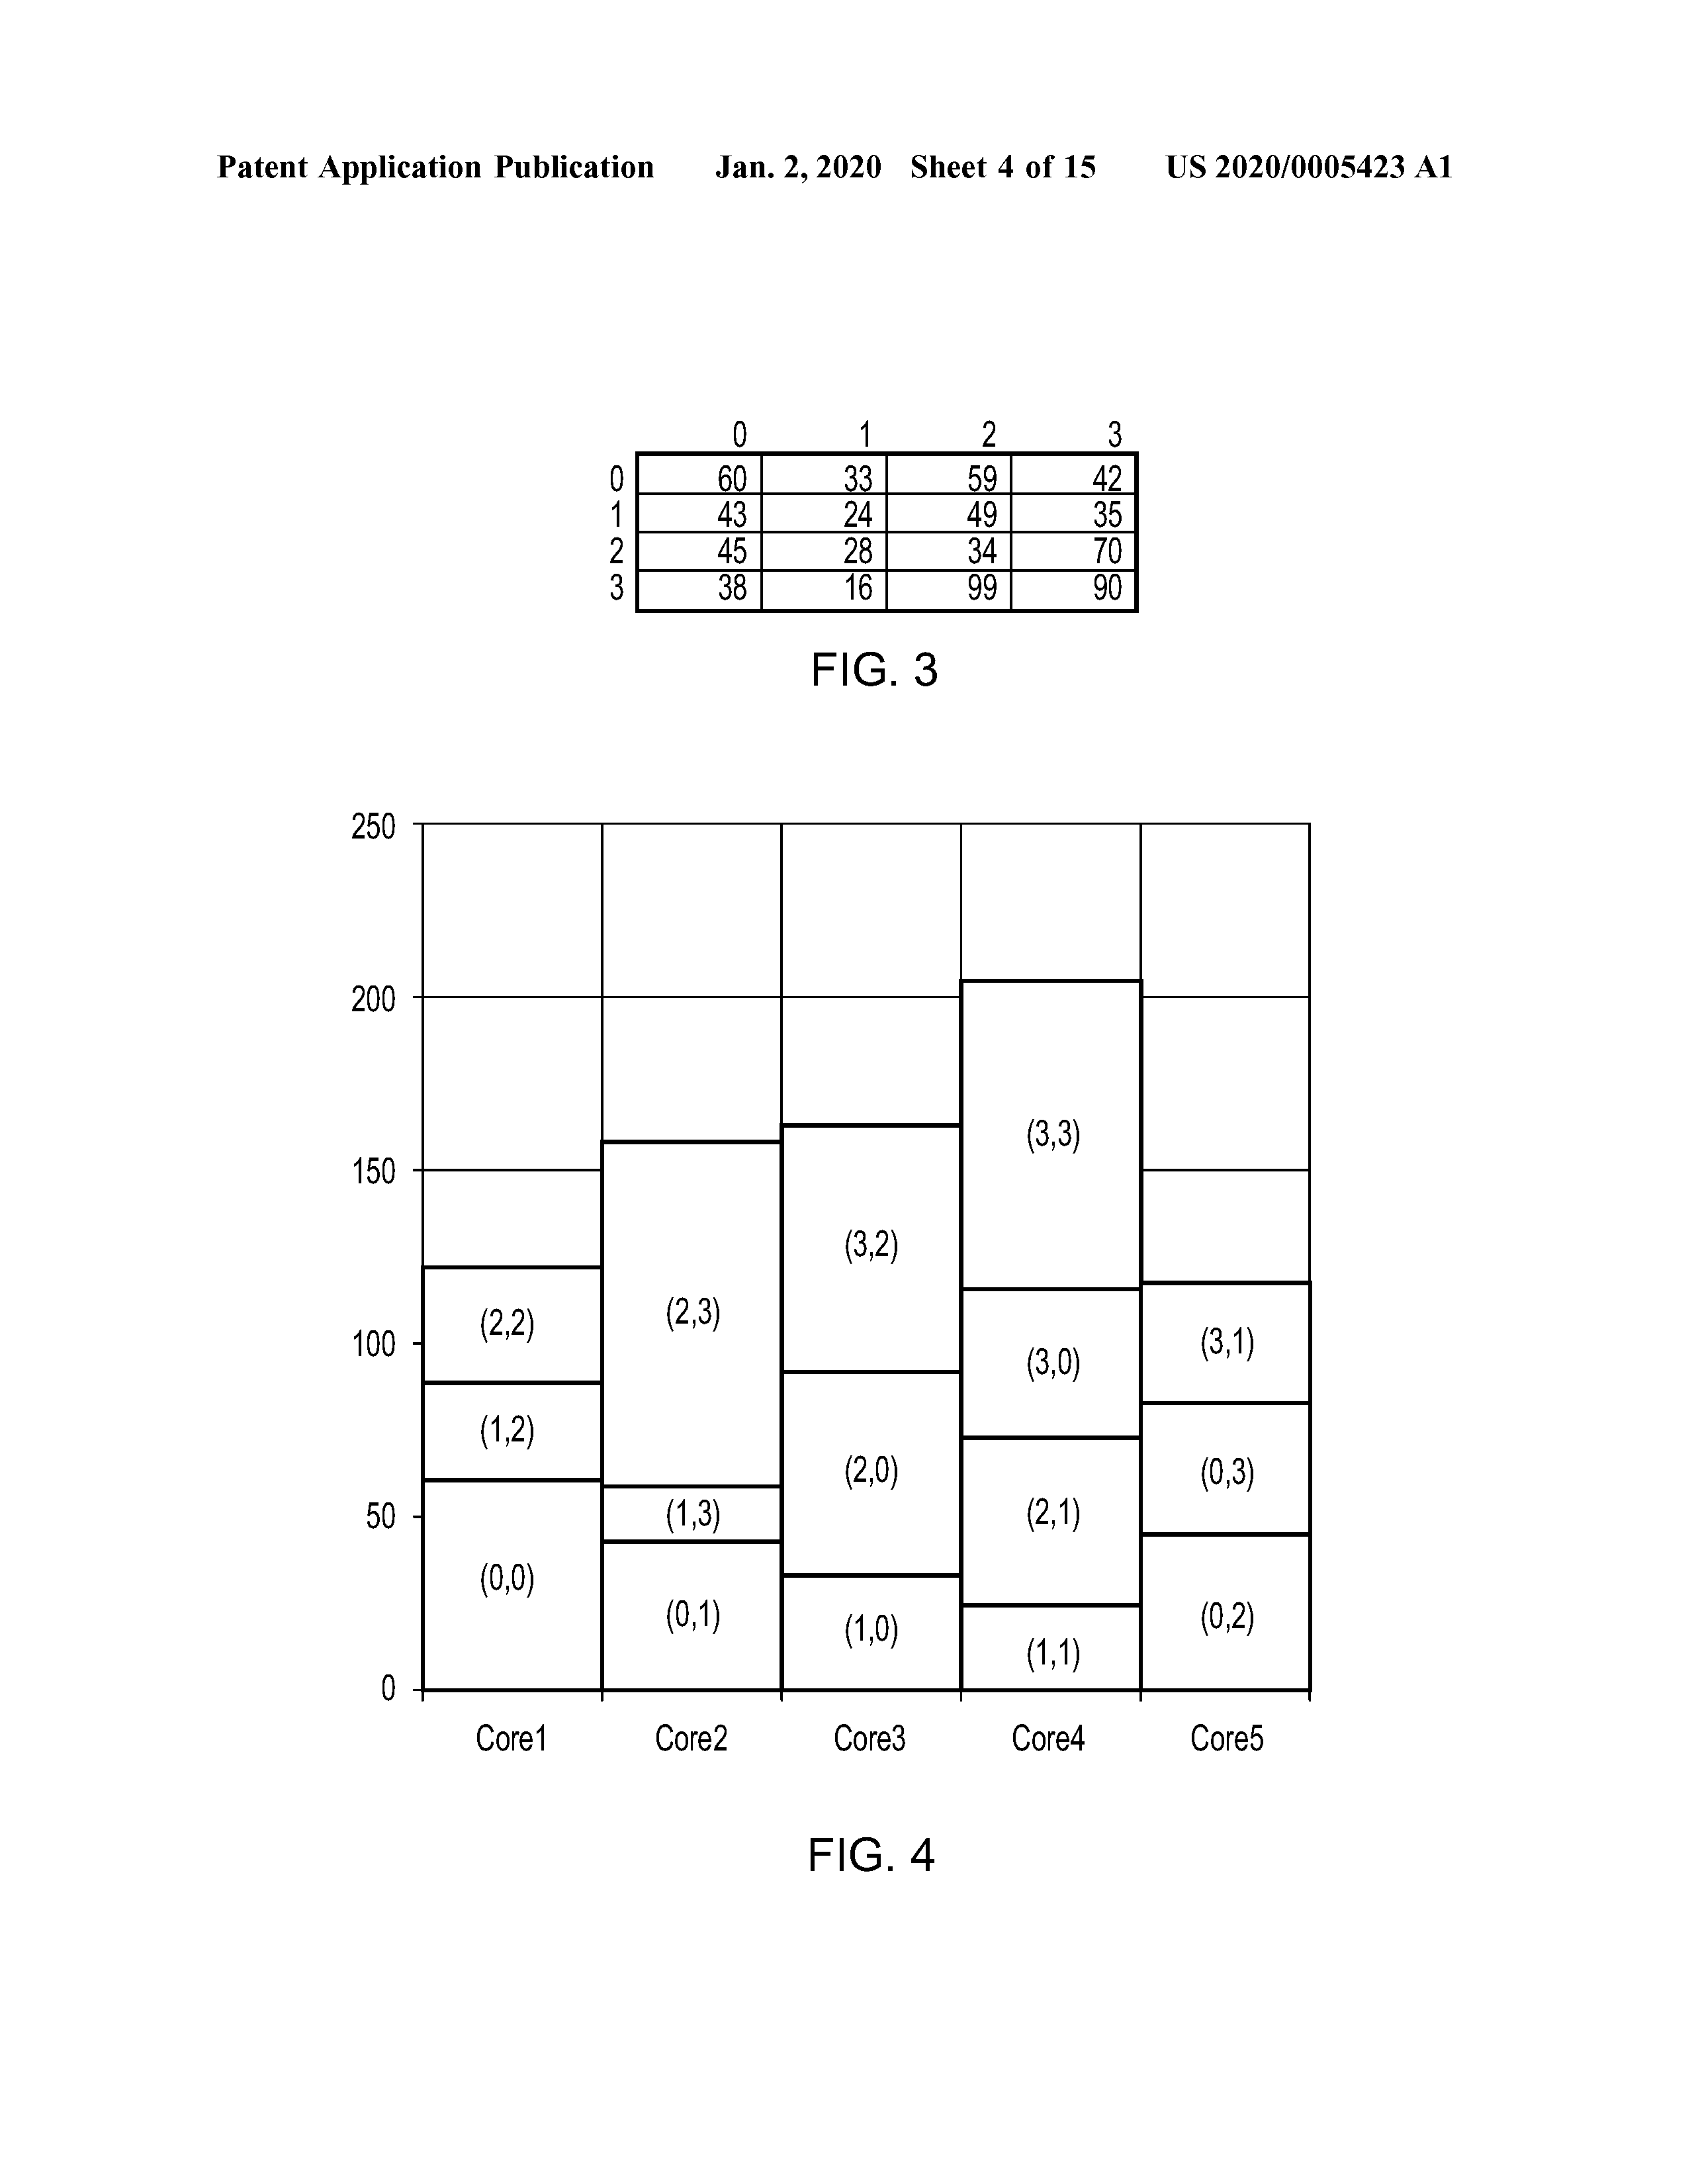 Patent Application Publication Jan. 2, 2020 Sheet 4 of 15 US 2020/0005423 A1
0 1 2 3
0 60 33 59 42
1 43 24 49 35
2 45 28 34 70
3 38 16 99 90
FIG. 3
250
200
(3,3)
150
(3,2)
(2,2) (2,3)
100 (3,0) (3,1)
(1,2) (2,0) (0,3)
50 (1,3) (2,1)
(0,0) (0,1) (1,0) (1,1) (0,2)
0
Core1 Core2 Core3 Core4 Core5
FIG. 4